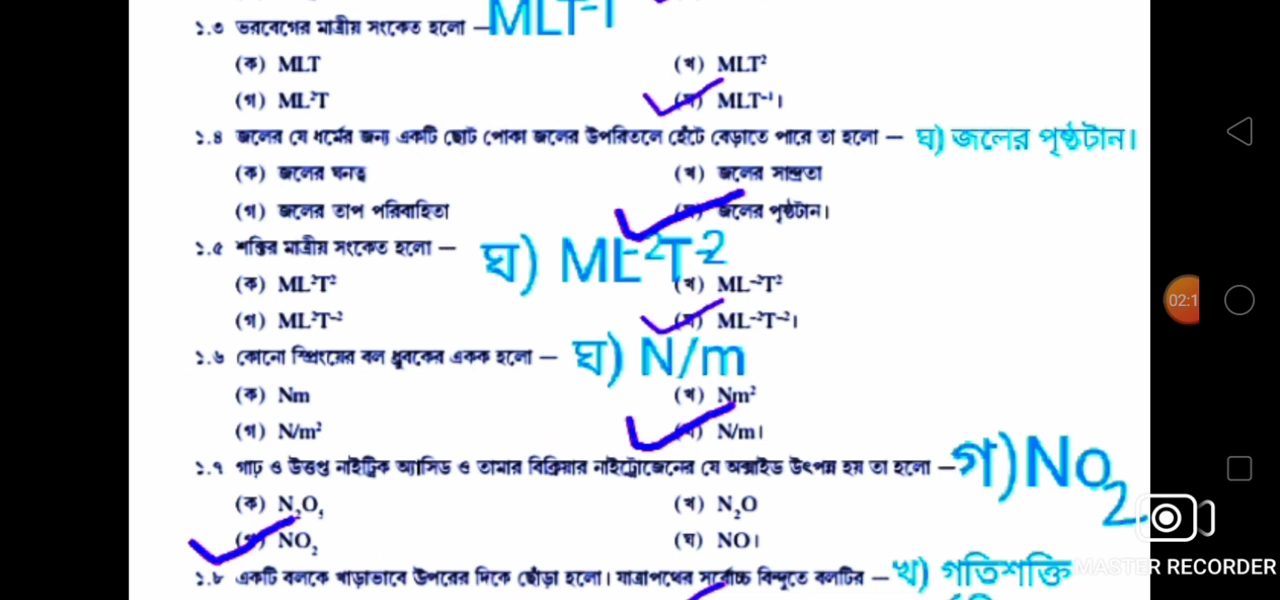 ১.৩ ভরবেগের মাত্রীয় সংকেত হলো — MLT-1
(ক) MLT (খ) MLT²
(গ) ML²T MLT⁻¹।
১.৪ জলের যে ধর্মের জন্য একটি ছোট পোকা জলের উপরিতলে হেঁটে বেড়াতে পারে তা হলো — ঘ) জলের পৃষ্ঠটান।
(ক) জলের ঘনত্ব (খ) জলের সান্দ্রতা
(গ) জলের তাপ পরিবাহিতা জলের পৃষ্ঠটান।
১.৫ শক্তির মাত্রীয় সংকেত হলো — ঘ) ML-2T-2
(ক) ML²T² (খ) ML⁻²T²
(গ) ML²T⁻² ML⁻²T⁻²।
02:1
১.৬ কোনো স্প্রিংয়ের বল ধ্রুবকের একক হলো — ঘ) N/m
(ক) Nm (খ) Nm²
(গ) N/m² N/m।
১.৭ গাঢ় ও উত্তপ্ত নাইট্রিক অ্যাসিড ও তামার বিক্রিয়ার নাইট্রোজেনের যে অক্সাইড উৎপন্ন হয় তা হলো — গ) No2.
(ক) N₂O₅ (খ) N₂O
NO₂ (ঘ) NO।
১.৮ একটি বলকে খাড়াভাবে উপরের দিকে ছোঁড়া হলো। যাত্রাপথের সর্বোচ্চ বিন্দুতে বলটির — খ) গতিশক্তি
MASTER RECORDER